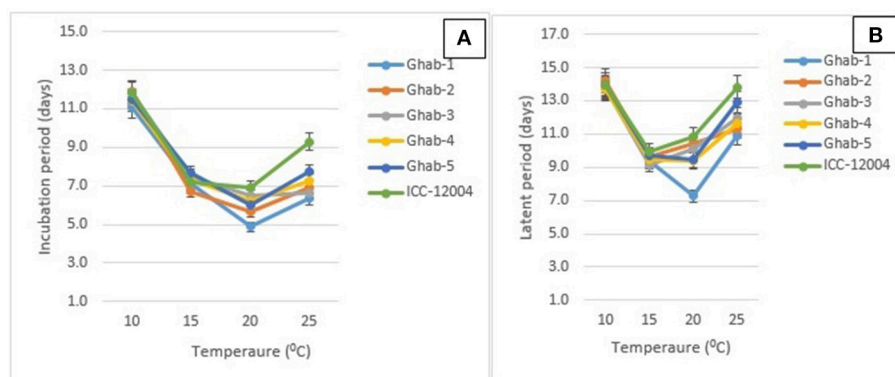 A
15.0
13.0
11.0
9.0
7.0
5.0
3.0
1.0
Incubation period (days)
10 15 20 25
Temperaure (⁰C)
Ghab-1
Ghab-2
Ghab-3
Ghab-4
Ghab-5
ICC-12004
B
17.0
15.0
13.0
11.0
9.0
7.0
5.0
3.0
1.0
Latent period (days)
10 15 20 25
Temperaure (⁰C)
Ghab-1
Ghab-2
Ghab-3
Ghab-4
Ghab-5
ICC-12004